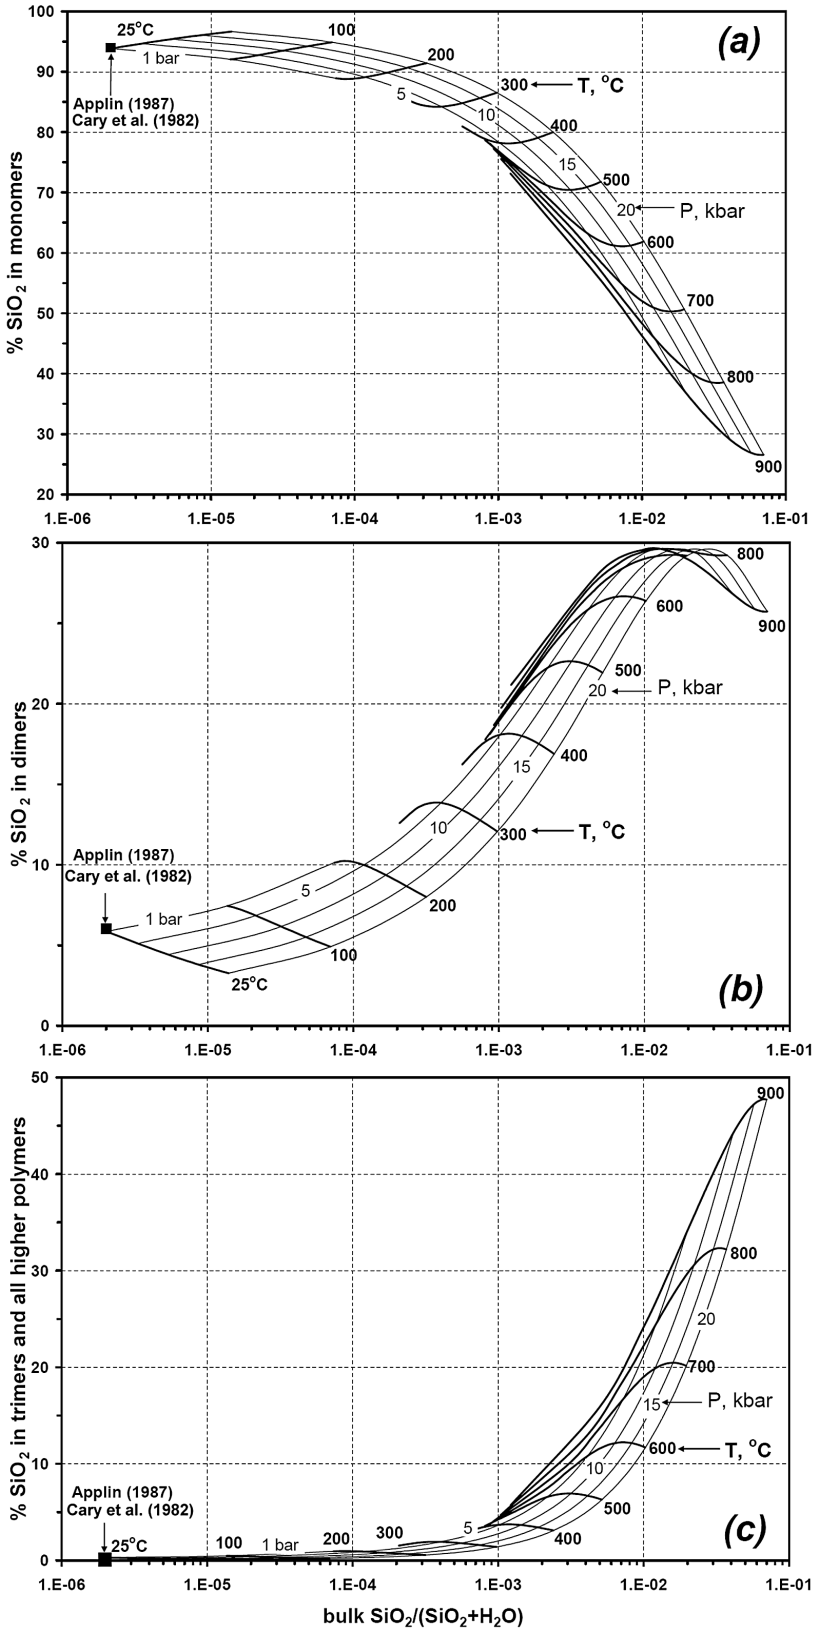 (a)
% SiO2 in monomers
100
90
80
70
60
50
40
30
20
25°C
100
200
300
T, °C
400
500
600
700
800
900
1 bar
5
10
15
20
P, kbar
Applin (1987)
Cary et al. (1982)
1.E-06 1.E-05 1.E-04 1.E-03 1.E-02 1.E-01
(b)
% SiO2 in dimers
30
20
10
0
800
900
600
500
20
P, kbar
400
15
10
300
T, °C
Applin (1987)
Cary et al. (1982)
5
1 bar
200
100
25°C
1.E-06 1.E-05 1.E-04 1.E-03 1.E-02 1.E-01
(c)
% SiO2 in trimers and all higher polymers
50
40
30
20
10
0
900
800
20
700
15
P, kbar
600
T, °C
10
500
Applin (1987)
Cary et al. (1982)
5
400
25°C
100
1 bar
200
300
1.E-06 1.E-05 1.E-04 1.E-03 1.E-02 1.E-01
bulk SiO2/(SiO2+H2O)